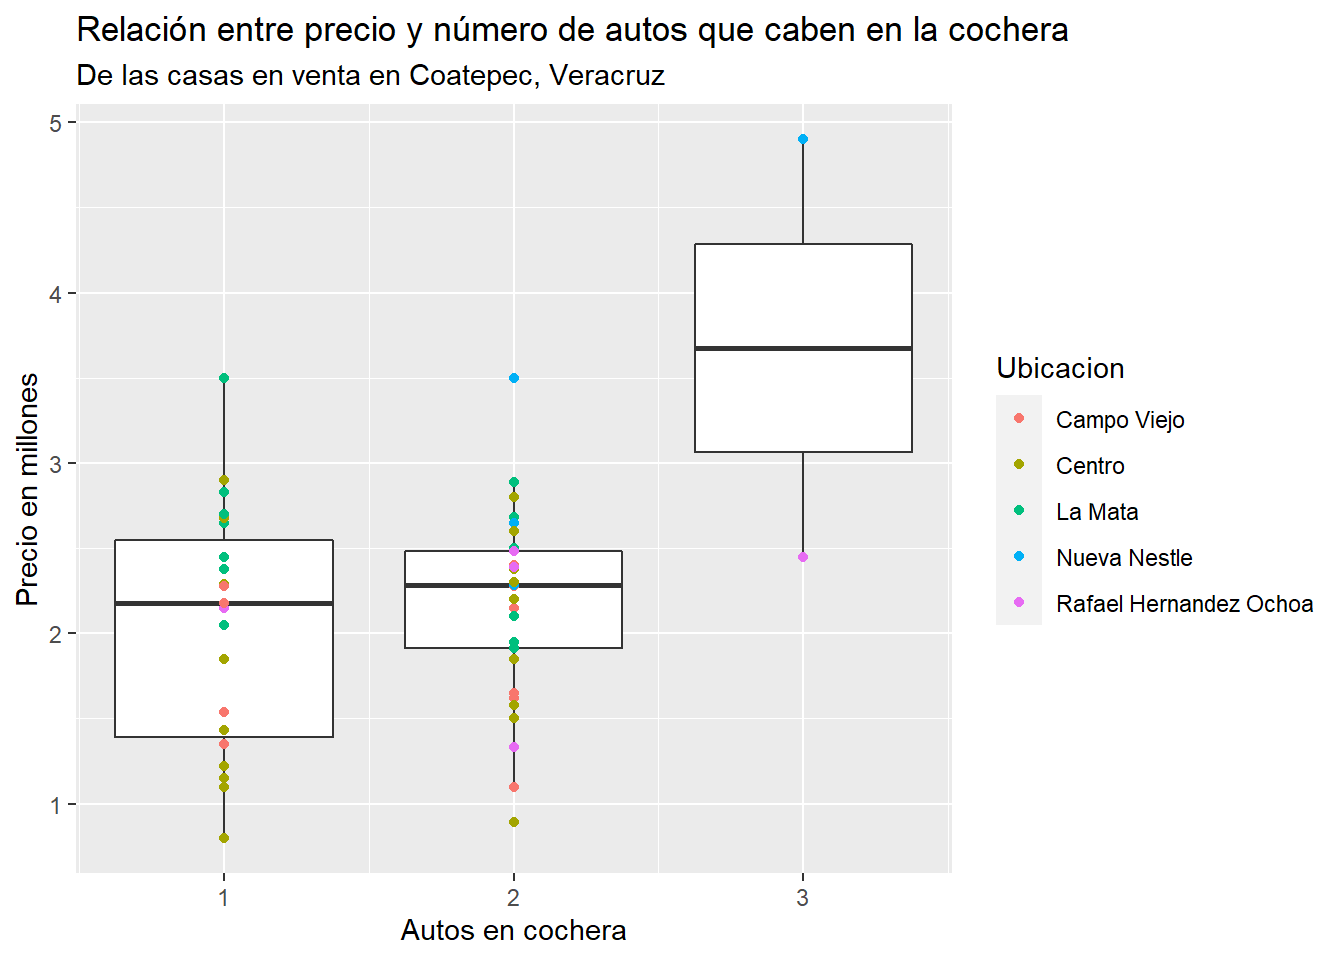 Relación entre precio y número de autos que caben en la cochera
De las casas en venta en Coatepec, Veracruz
5
4
3
2
1
Precio en millones
1 2 3
Autos en cochera
Ubicacion
Campo Viejo
Centro
La Mata
Nueva Nestle
Rafael Hernandez Ochoa